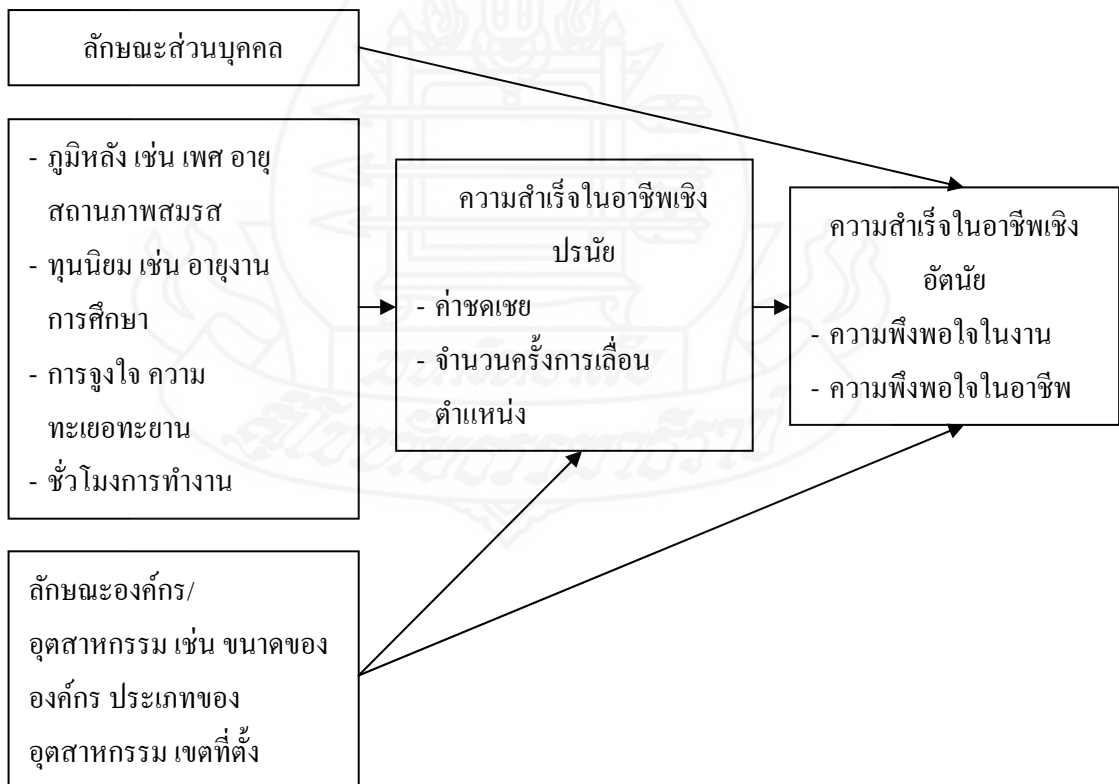 ลักษณะส่วนบุคคล
- ภูมิหลัง เช่น เพศ อายุ
สถานภาพสมรส
- ทุนนิยม เช่น อายุงาน
การศึกษา
- การจูงใจ ความ
ทะเยอทะยาน
- ชั่วโมงการทำงาน
ลักษณะองค์กร/
อุตสาหกรรม เช่น ขนาดของ
องค์กร ประเภทของ
อุตสาหกรรม เขตที่ตั้ง
ความสำเร็จในอาชีพเชิง
ปรนัย
- ค่าชดเชย
- จำนวนครั้งการเลื่อน
ตำแหน่ง
ความสำเร็จในอาชีพเชิง
อัตนัย
- ความพึงพอใจในงาน
- ความพึงพอใจในอาชีพ